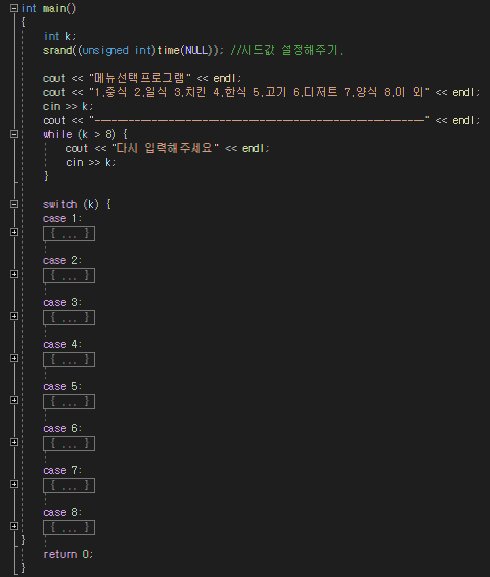 int main()
{
int k;
srand((unsigned int)time(NULL)); //시드값 설정해주기.
cout << "메뉴선택프로그램" << endl;
cout << "1,중식 2,일식 3,치킨 4,한식 5,고기 6,디저트 7,양식 8,이 외" << endl;
cin >> k;
cout << "------------------------------------------------------" << endl;
while (k > 8) {
cout << "다시 입력해주세요" << endl;
cin >> k;
}
switch (k) {
case 1:
{ ... }
case 2:
{ ... }
case 3:
{ ... }
case 4:
{ ... }
case 5:
{ ... }
case 6:
{ ... }
case 7:
{ ... }
case 8:
{ ... }
}
return 0;
}